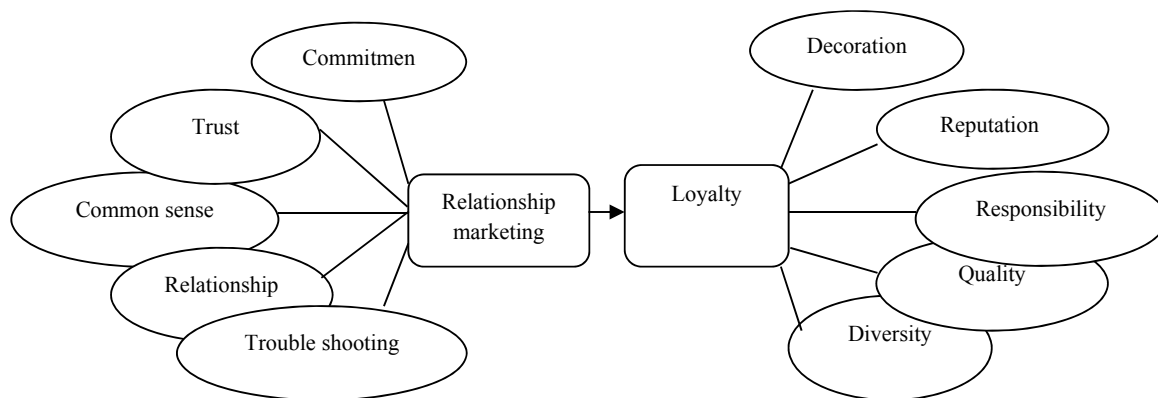 Commitmen
Trust
Common sense
Relationship
Trouble shooting
Relationship
marketing
Loyalty
Decoration
Reputation
Responsibility
Quality
Diversity